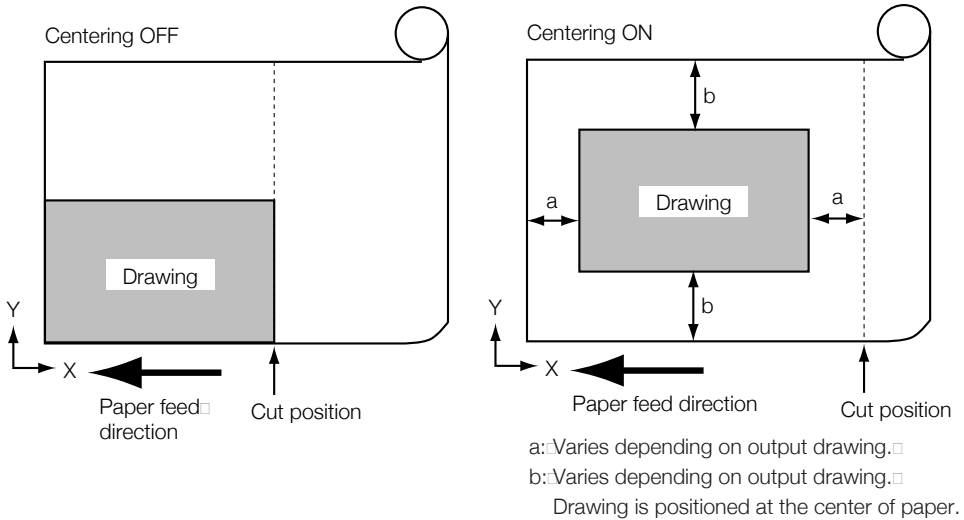 Centering OFF
Drawing
Y
X
Paper feed
direction
Cut position
Centering ON
b
a
Drawing
a
b
Y
X
Paper feed direction
Cut position
a: Varies depending on output drawing.
b: Varies depending on output drawing.
Drawing is positioned at the center of paper.